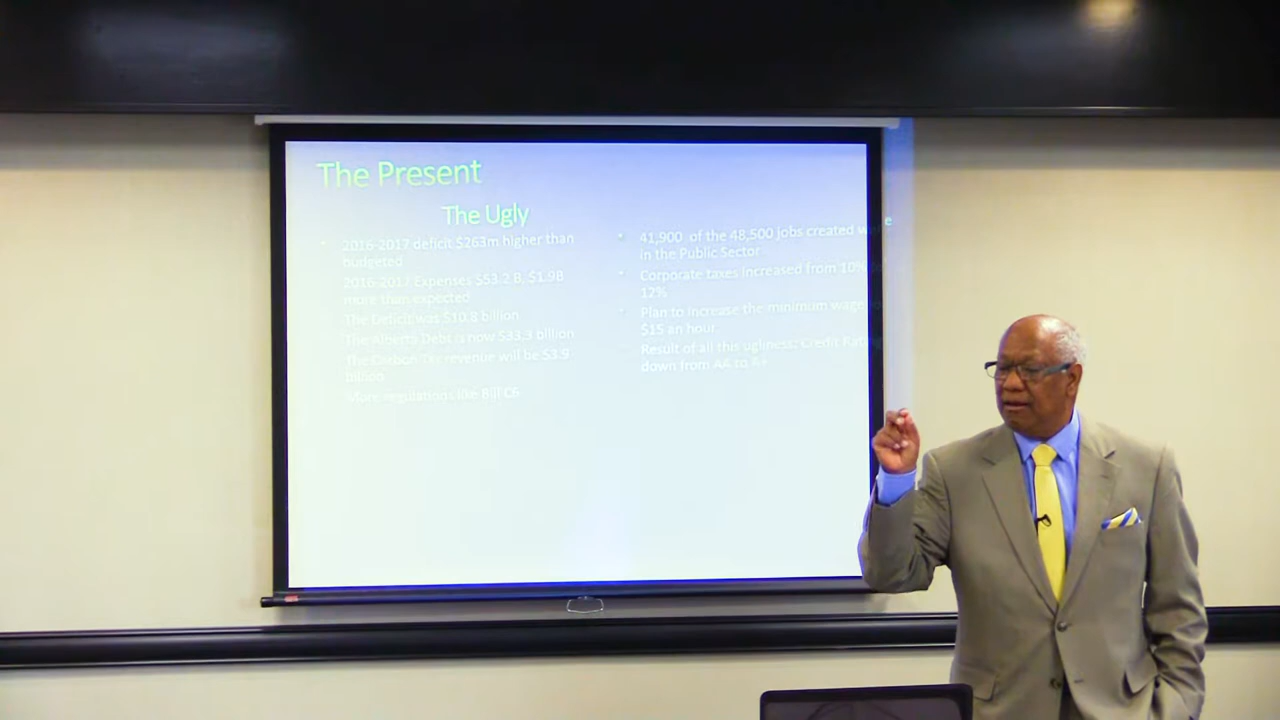 The Present
The Ugly
2016-2017 deficit $263m higher than
budgeted
2016-2017 Expenses $53.2 B, $1.9B
more than expected
The Deficit was $10.8 billion
The Alberta Debt is now $33.3 billion
The Carbon Tax revenue will be $3.9
billion
More regulations like Bill C6
41,900 of the 48,500 jobs created were
in the Public Sector
Corporate taxes increased from 10%
12%
Plan to increase the minimum wage
$15 an hour
Result of all this ugliness: Credit Rating
down from AA to A+